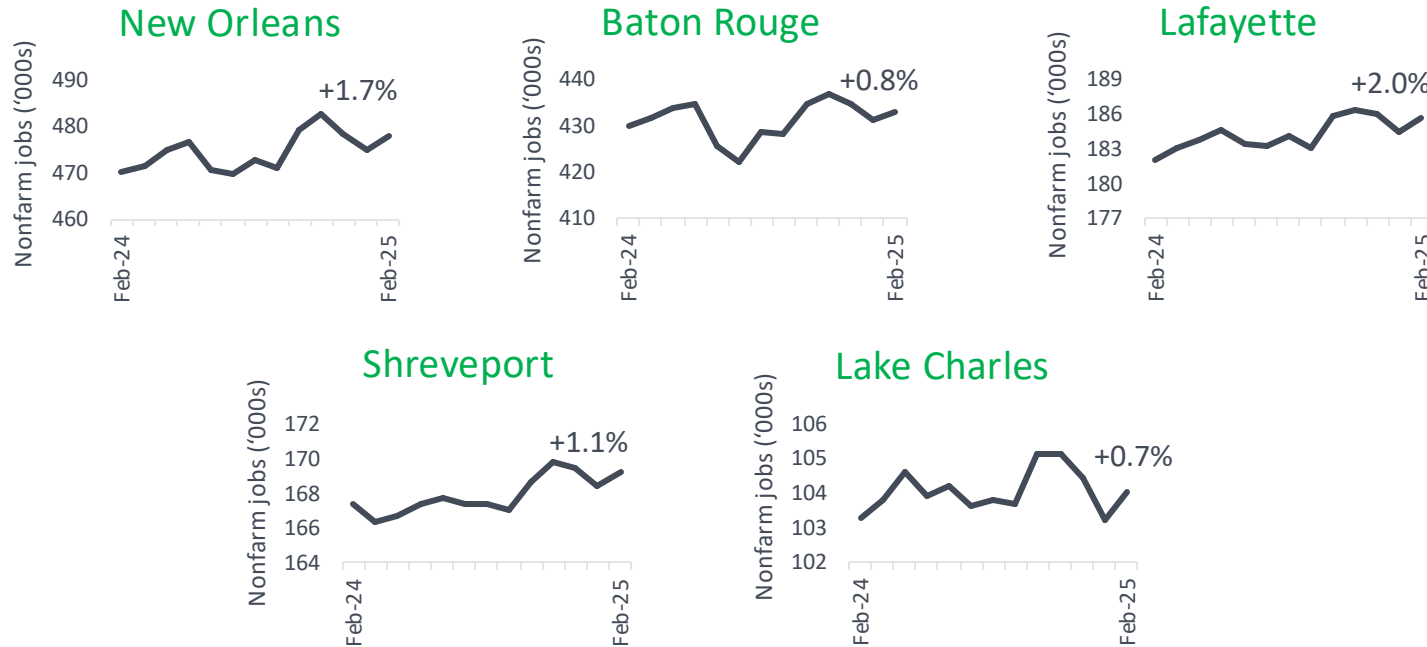 New Orleans
Nonfarm jobs (‘000s)
490
480
470
460
+1.7%
Feb-24
Feb-25
Baton Rouge
Nonfarm jobs (‘000s)
440
430
420
410
+0.8%
Feb-24
Feb-25
Lafayette
Nonfarm jobs (‘000s)
189
186
183
180
177
+2.0%
Feb-24
Feb-25
Shreveport
Nonfarm jobs (‘000s)
172
170
168
166
164
+1.1%
Feb-24
Feb-25
Lake Charles
Nonfarm jobs (‘000s)
106
105
104
103
102
+0.7%
Feb-24
Feb-25